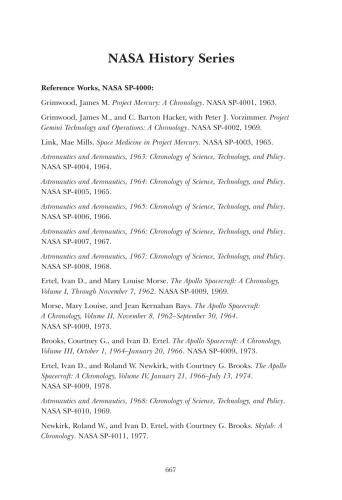 NASA History Series
Reference Works, NASA SP-4000:
Grimwood, James M. Project Mercury: A Chronology. NASA SP-4001, 1963.
Grimwood, James M., and C. Barton Hacker, with Peter J. Vorzimmer. Project
Gemini Technology and Operations: A Chronology. NASA SP-4002, 1969.
Link, Mae Mills. Space Medicine in Project Mercury. NASA SP-4003, 1965.
Astronautics and Aeronautics, 1963: Chronology of Science, Technology, and Policy.
NASA SP-4004, 1964.
Astronautics and Aeronautics, 1964: Chronology of Science, Technology, and Policy.
NASA SP-4005, 1965.
Astronautics and Aeronautics, 1965: Chronology of Science, Technology, and Policy.
NASA SP-4006, 1966.
Astronautics and Aeronautics, 1966: Chronology of Science, Technology, and Policy.
NASA SP-4007, 1967.
Astronautics and Aeronautics, 1967: Chronology of Science, Technology, and Policy.
NASA SP-4008, 1968.
Ertel, Ivan D., and Mary Louise Morse. The Apollo Spacecraft: A Chronology,
Volume I, Through November 7, 1962. NASA SP-4009, 1969.
Morse, Mary Louise, and Jean Kernahan Bays. The Apollo Spacecraft:
A Chronology, Volume II, November 8, 1962–September 30, 1964.
NASA SP-4009, 1973.
Brooks, Courtney G., and Ivan D. Ertel. The Apollo Spacecraft: A Chronology,
Volume III, October 1, 1964–January 20, 1966. NASA SP-4009, 1973.
Ertel, Ivan D., and Roland W. Newkirk, with Courtney G. Brooks. The Apollo
Spacecraft: A Chronology, Volume IV, January 21, 1966–July 13, 1974.
NASA SP-4009, 1978.
Astronautics and Aeronautics, 1968: Chronology of Science, Technology, and Policy.
NASA SP-4010, 1969.
Newkirk, Roland W., and Ivan D. Ertel, with Courtney G. Brooks. Skylab: A
Chronology. NASA SP-4011, 1977.
667